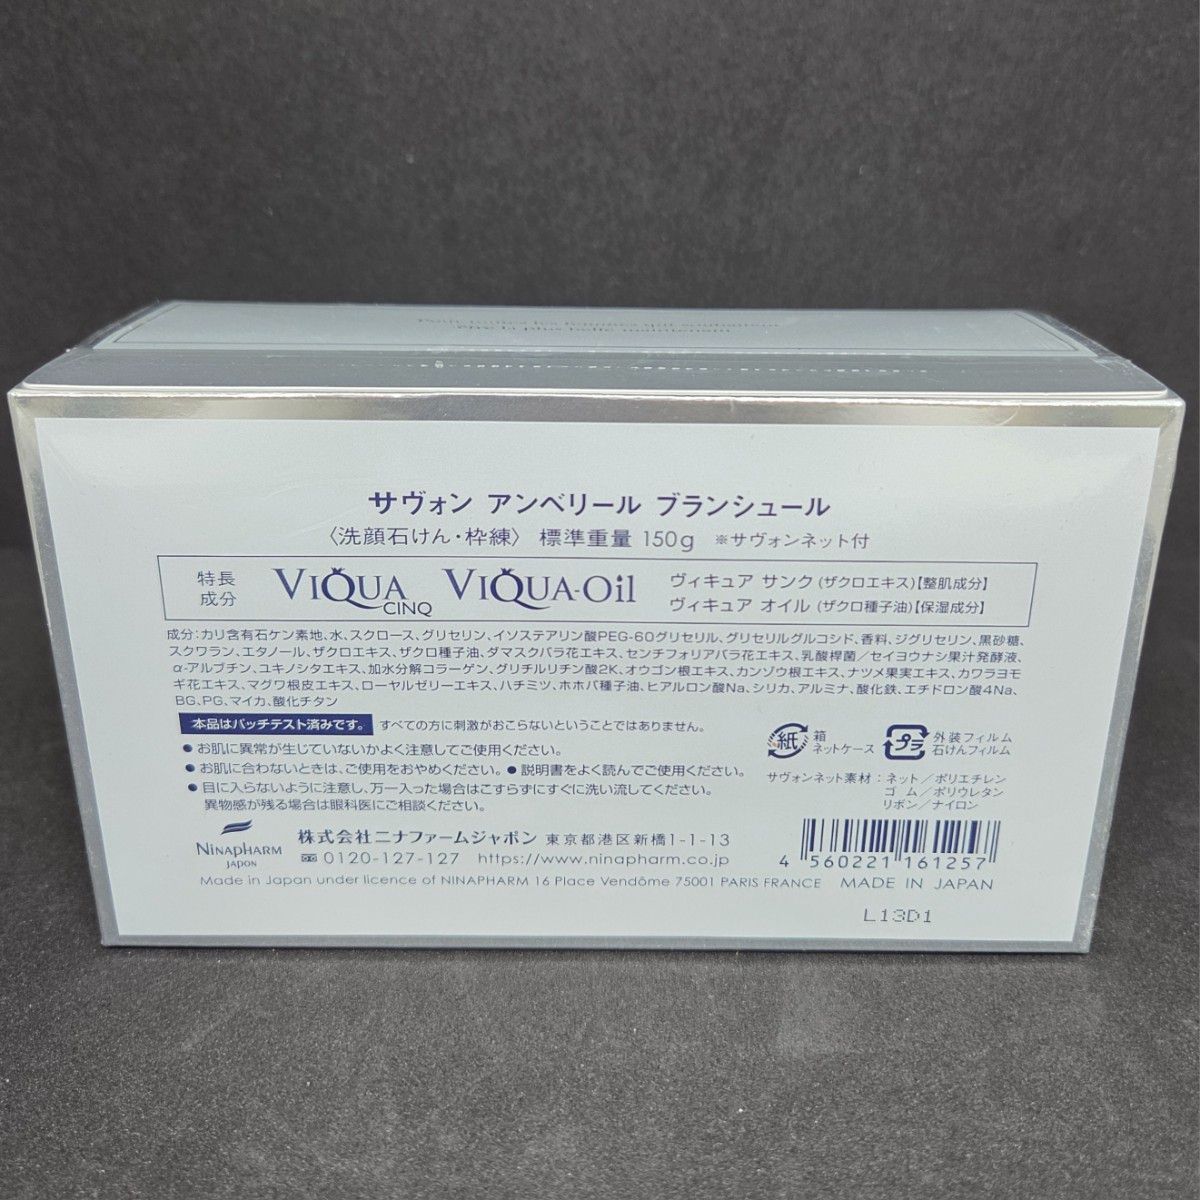 サヴォン アンベリール ブランシュール
〈洗顔石けん・枠練〉 標準重量 150g ※サヴォンネット付
特長
成分
VIQUA CINQ VIQUA-Oil
ヴィキュア サンク(ザクロエキス)【整肌成分】
ヴィキュア オイル(ザクロ種子油)【保湿成分】
成分:カリ含有石ケン素地、水、スクロース、グリセリン、イソステアリン酸PEG-60グリセリル、グリセリルグルコシド、香料、ジグリセリン、黒砂糖、
スクワラン、エタノール、ザクロエキス、ザクロ種子油、ダマスクバラ花エキス、センチフォリアバラ花エキス、乳酸桿菌/セイヨウナシ果汁発酵液、
α-アルブチン、ユキノシタエキス、加水分解コラーゲン、グリチルリチン酸2K、オウゴン根エキス、カンゾウ根エキス、ナツメ果実エキス、カワラヨモ
ギ花エキス、マグワ根皮エキス、ローヤルゼリーエキス、ハチミツ、ホホバ種子油、ヒアルロン酸Na、シリカ、アルミナ、酸化鉄、エチドロン酸4Na、
BG、PG、マイカ、酸化チタン
本品はパッチテスト済みです。 すべての方に刺激がおこらないということではありません。
● お肌に異常が生じていないかよく注意してご使用ください。
● お肌に合わないときは、ご使用をおやめください。 ● 説明書をよく読んでご使用ください。
● 目に入らないように注意し、万一入った場合はこすらずにすぐに洗い流してください。
異物感が残る場合は眼科医にご相談ください。
紙 箱
ネットケース
プラ 外装フィルム
石けんフィルム
サヴォンネット素材:ネット/ポリエチレン
ゴム/ポリウレタン
リボン/ナイロン
NINAPHARM
JAPON
株式会社ニナファームジャポン 東京都港区新橋1-1-13
0120-127-127 https://www.ninapharm.co.jp
4 560221 161257
Made in Japan under licence of NINAPHARM 16 Place Vendôme 75001 PARIS FRANCE MADE IN JAPAN
L13D1